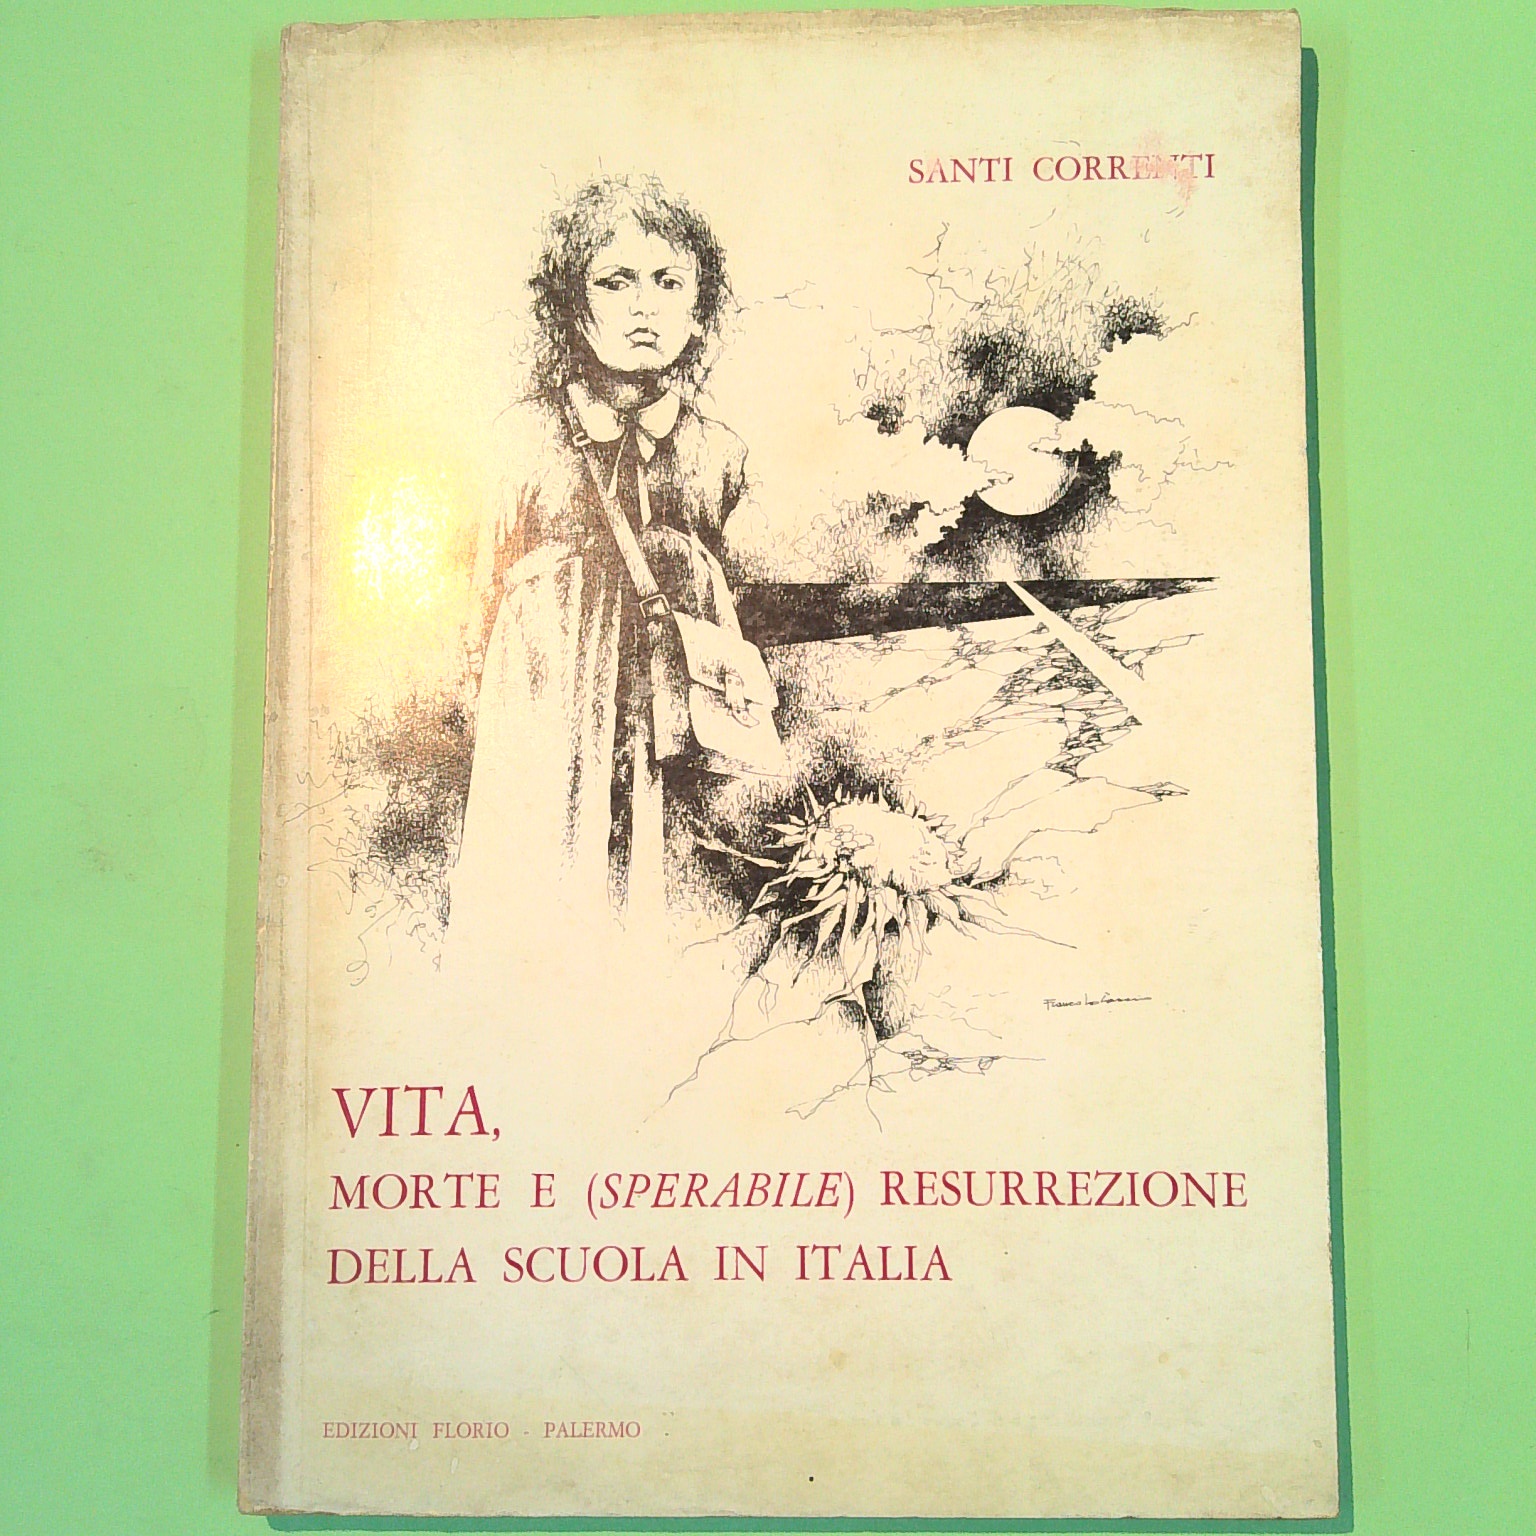 SANTI CORRENTI
VITA,
MORTE E (SPERABILE) RESURREZIONE
DELLA SCUOLA IN ITALIA
EDIZIONI FLORIO - PALERMO